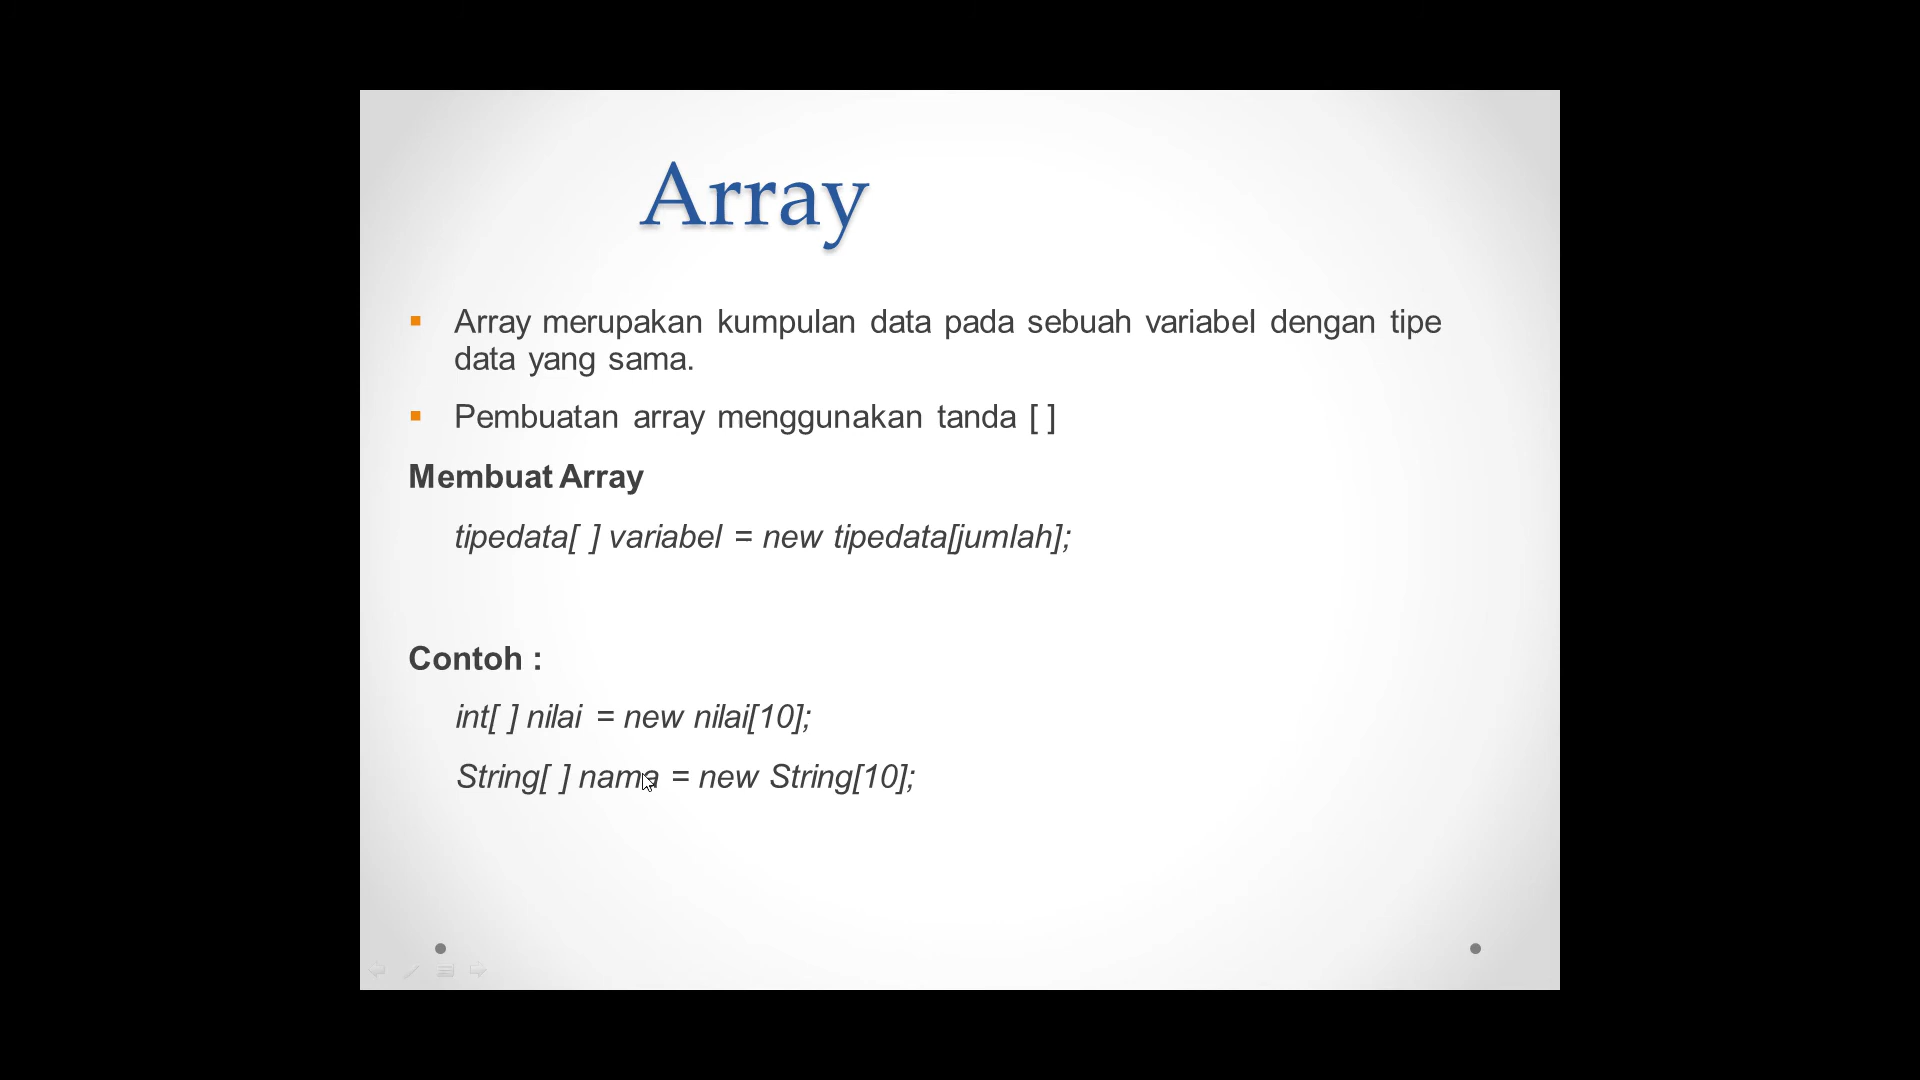 Array
Array merupakan kumpulan data pada sebuah variabel dengan tipe
data yang sama.
Pembuatan array menggunakan tanda [ ]
Membuat Array
tipedata[ ] variabel = new tipedata[jumlah];
Contoh :
int[ ] nilai = new nilai[10];
String[ ] nama = new String[10];